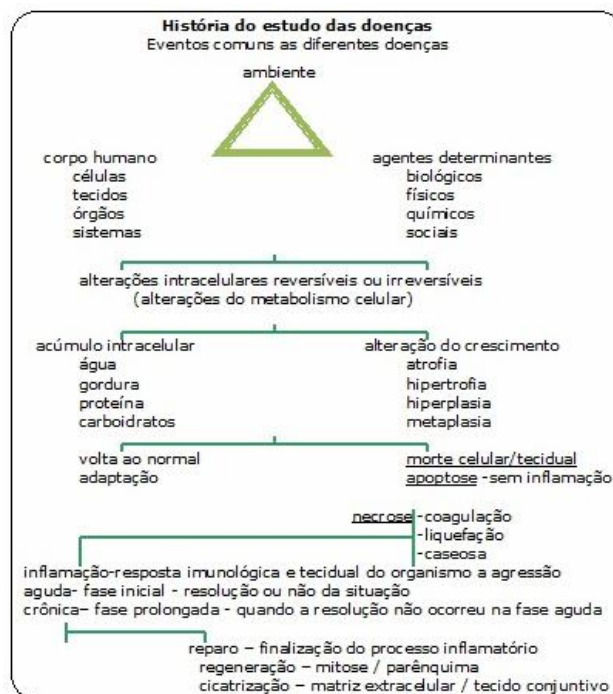 História do estudo das doenças
Eventos comuns as diferentes doenças
ambiente
corpo humano
células
tecidos
órgãos
sistemas
agentes determinantes
biológicos
físicos
químicos
sociais
alterações intracelulares reversíveis ou irreversíveis
(alterações do metabolismo celular)
acúmulo intracelular
água
gordura
proteína
carboidratos
alteração do crescimento
atrofia
hipertrofia
hiperplasia
metaplasia
volta ao normal
adaptação
morte celular/tecidual
apoptose -sem inflamação
necrose -coagulação
-liquefação
-caseosa
inflamação-resposta imunológica e tecidual do organismo a agressão
aguda- fase inicial - resolução ou não da situação
crônica- fase prolongada - quando a resolução não ocorreu na fase aguda
reparo – finalização do processo inflamatório
regeneração – mitose / parênquima
cicatrização – matriz extracelular / tecido conjuntivo